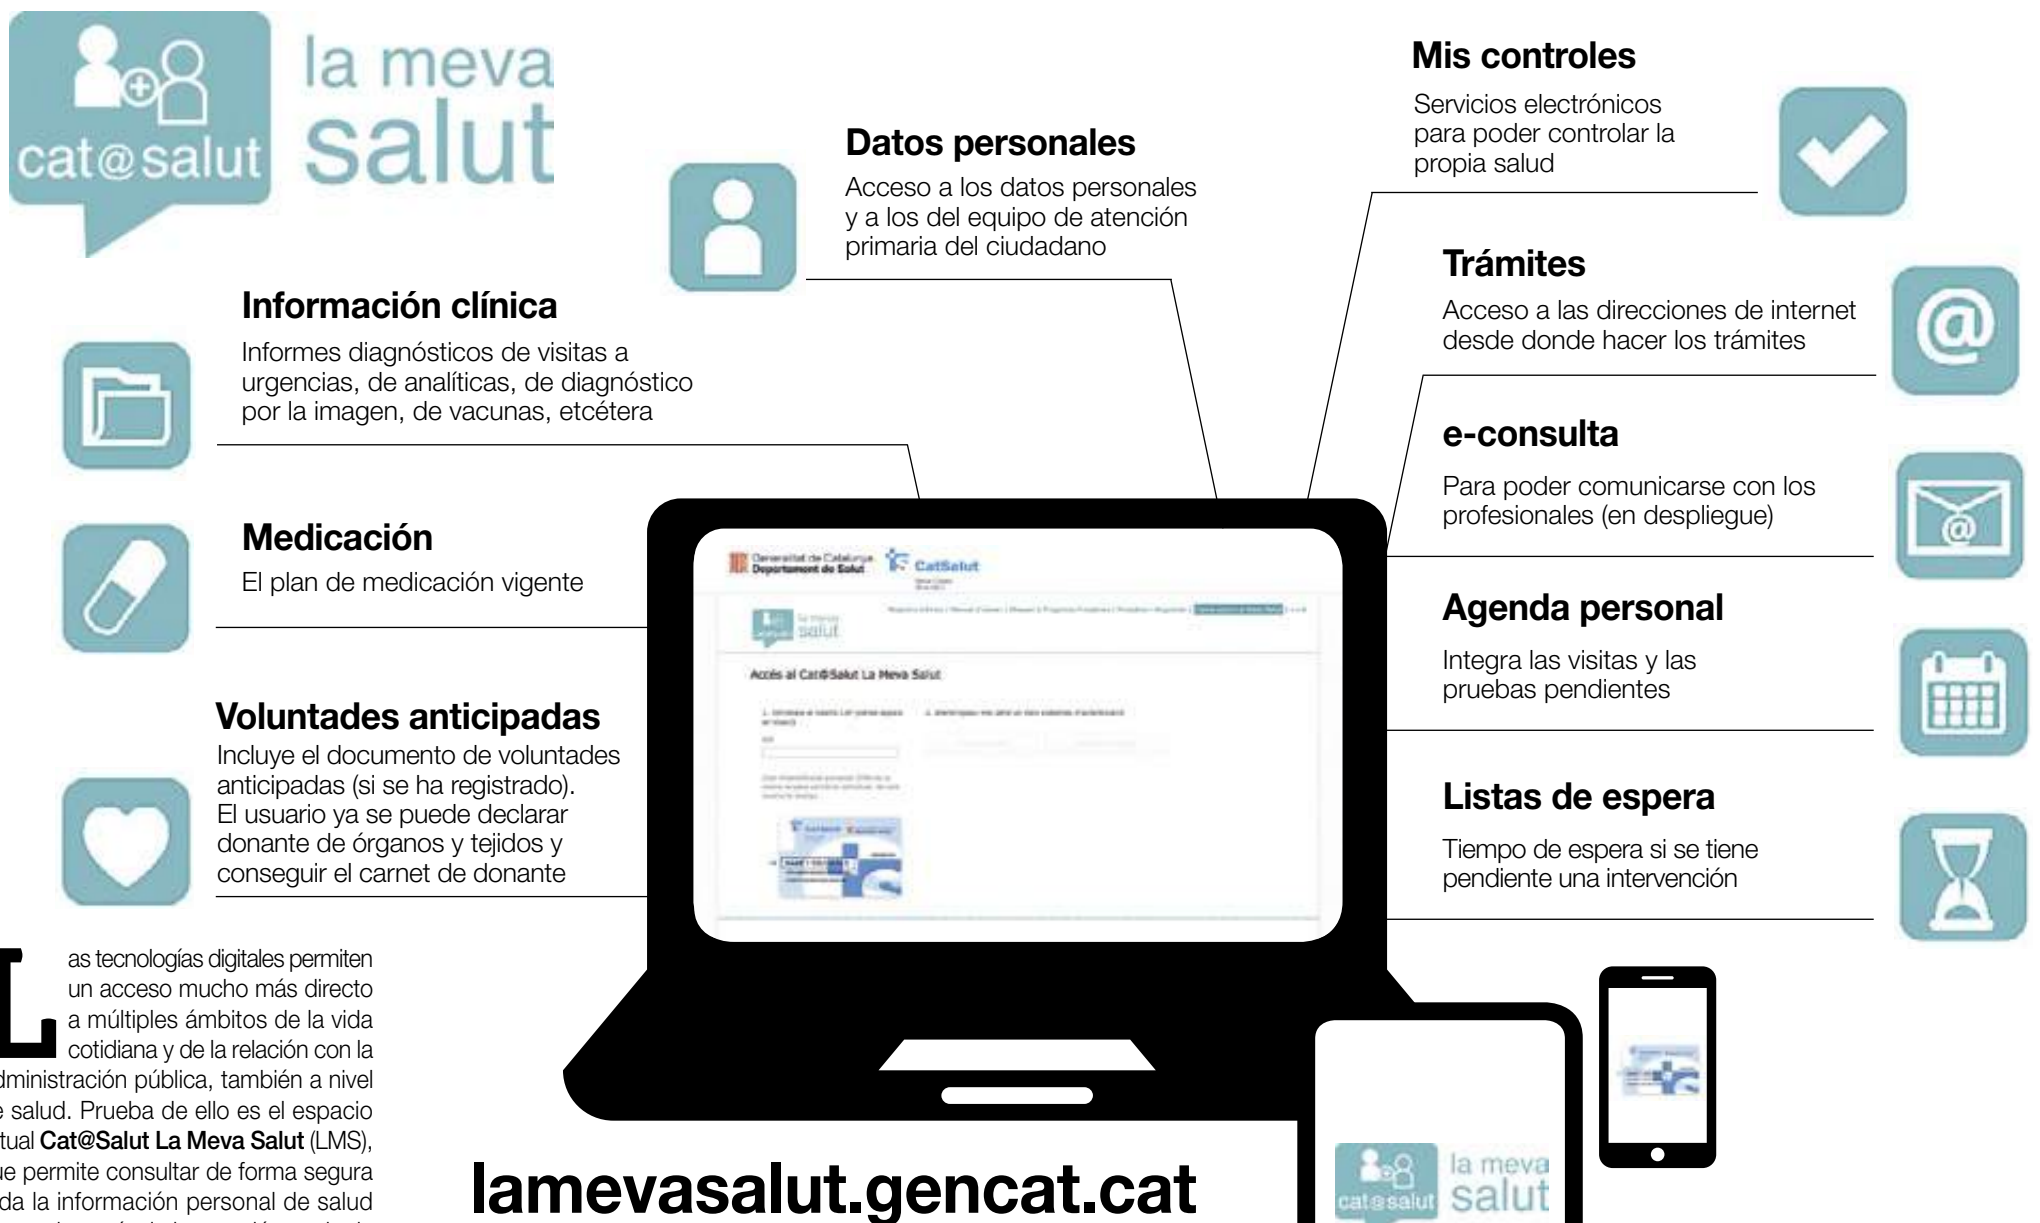 la meva
salut
cat@salut
Información clínica
Informes diagnósticos de visitas a
urgencias, de analíticas, de diagnóstico
por la imagen, de vacunas, etcétera
Medicación
El plan de medicación vigente
Voluntades anticipadas
Incluye el documento de voluntades
anticipadas (si se ha registrado).
El usuario ya se puede declarar
donante de órganos y tejidos y
conseguir el carnet de donante
Datos personales
Acceso a los datos personales
y a los del equipo de atención
primaria del ciudadano
Mis controles
Servicios electrónicos
para poder controlar la
propia salud
Trámites
Acceso a las direcciones de internet
desde donde hacer los trámites
@
e-consulta
Para poder comunicarse con los
profesionales (en despliegue)
@
Agenda personal
Integra las visitas y las
pruebas pendientes
Listas de espera
Tiempo de espera si se tiene
pendiente una intervención
Generalitat de Catalunya
Departament de Salut
CatSalut
la meva
salut
Accés al Cat@Salut La Meva Salut
Las tecnologías digitales permiten
un acceso mucho más directo
a múltiples ámbitos de la vida
cotidiana y de la relación con la
dministración pública, también a nivel
e salud. Prueba de ello es el espacio
tual Cat@Salut La Meva Salut (LMS),
ue permite consultar de forma segura
da la información personal de salud
lamevasalut.gencat.cat
la meva
salut
cat@salut